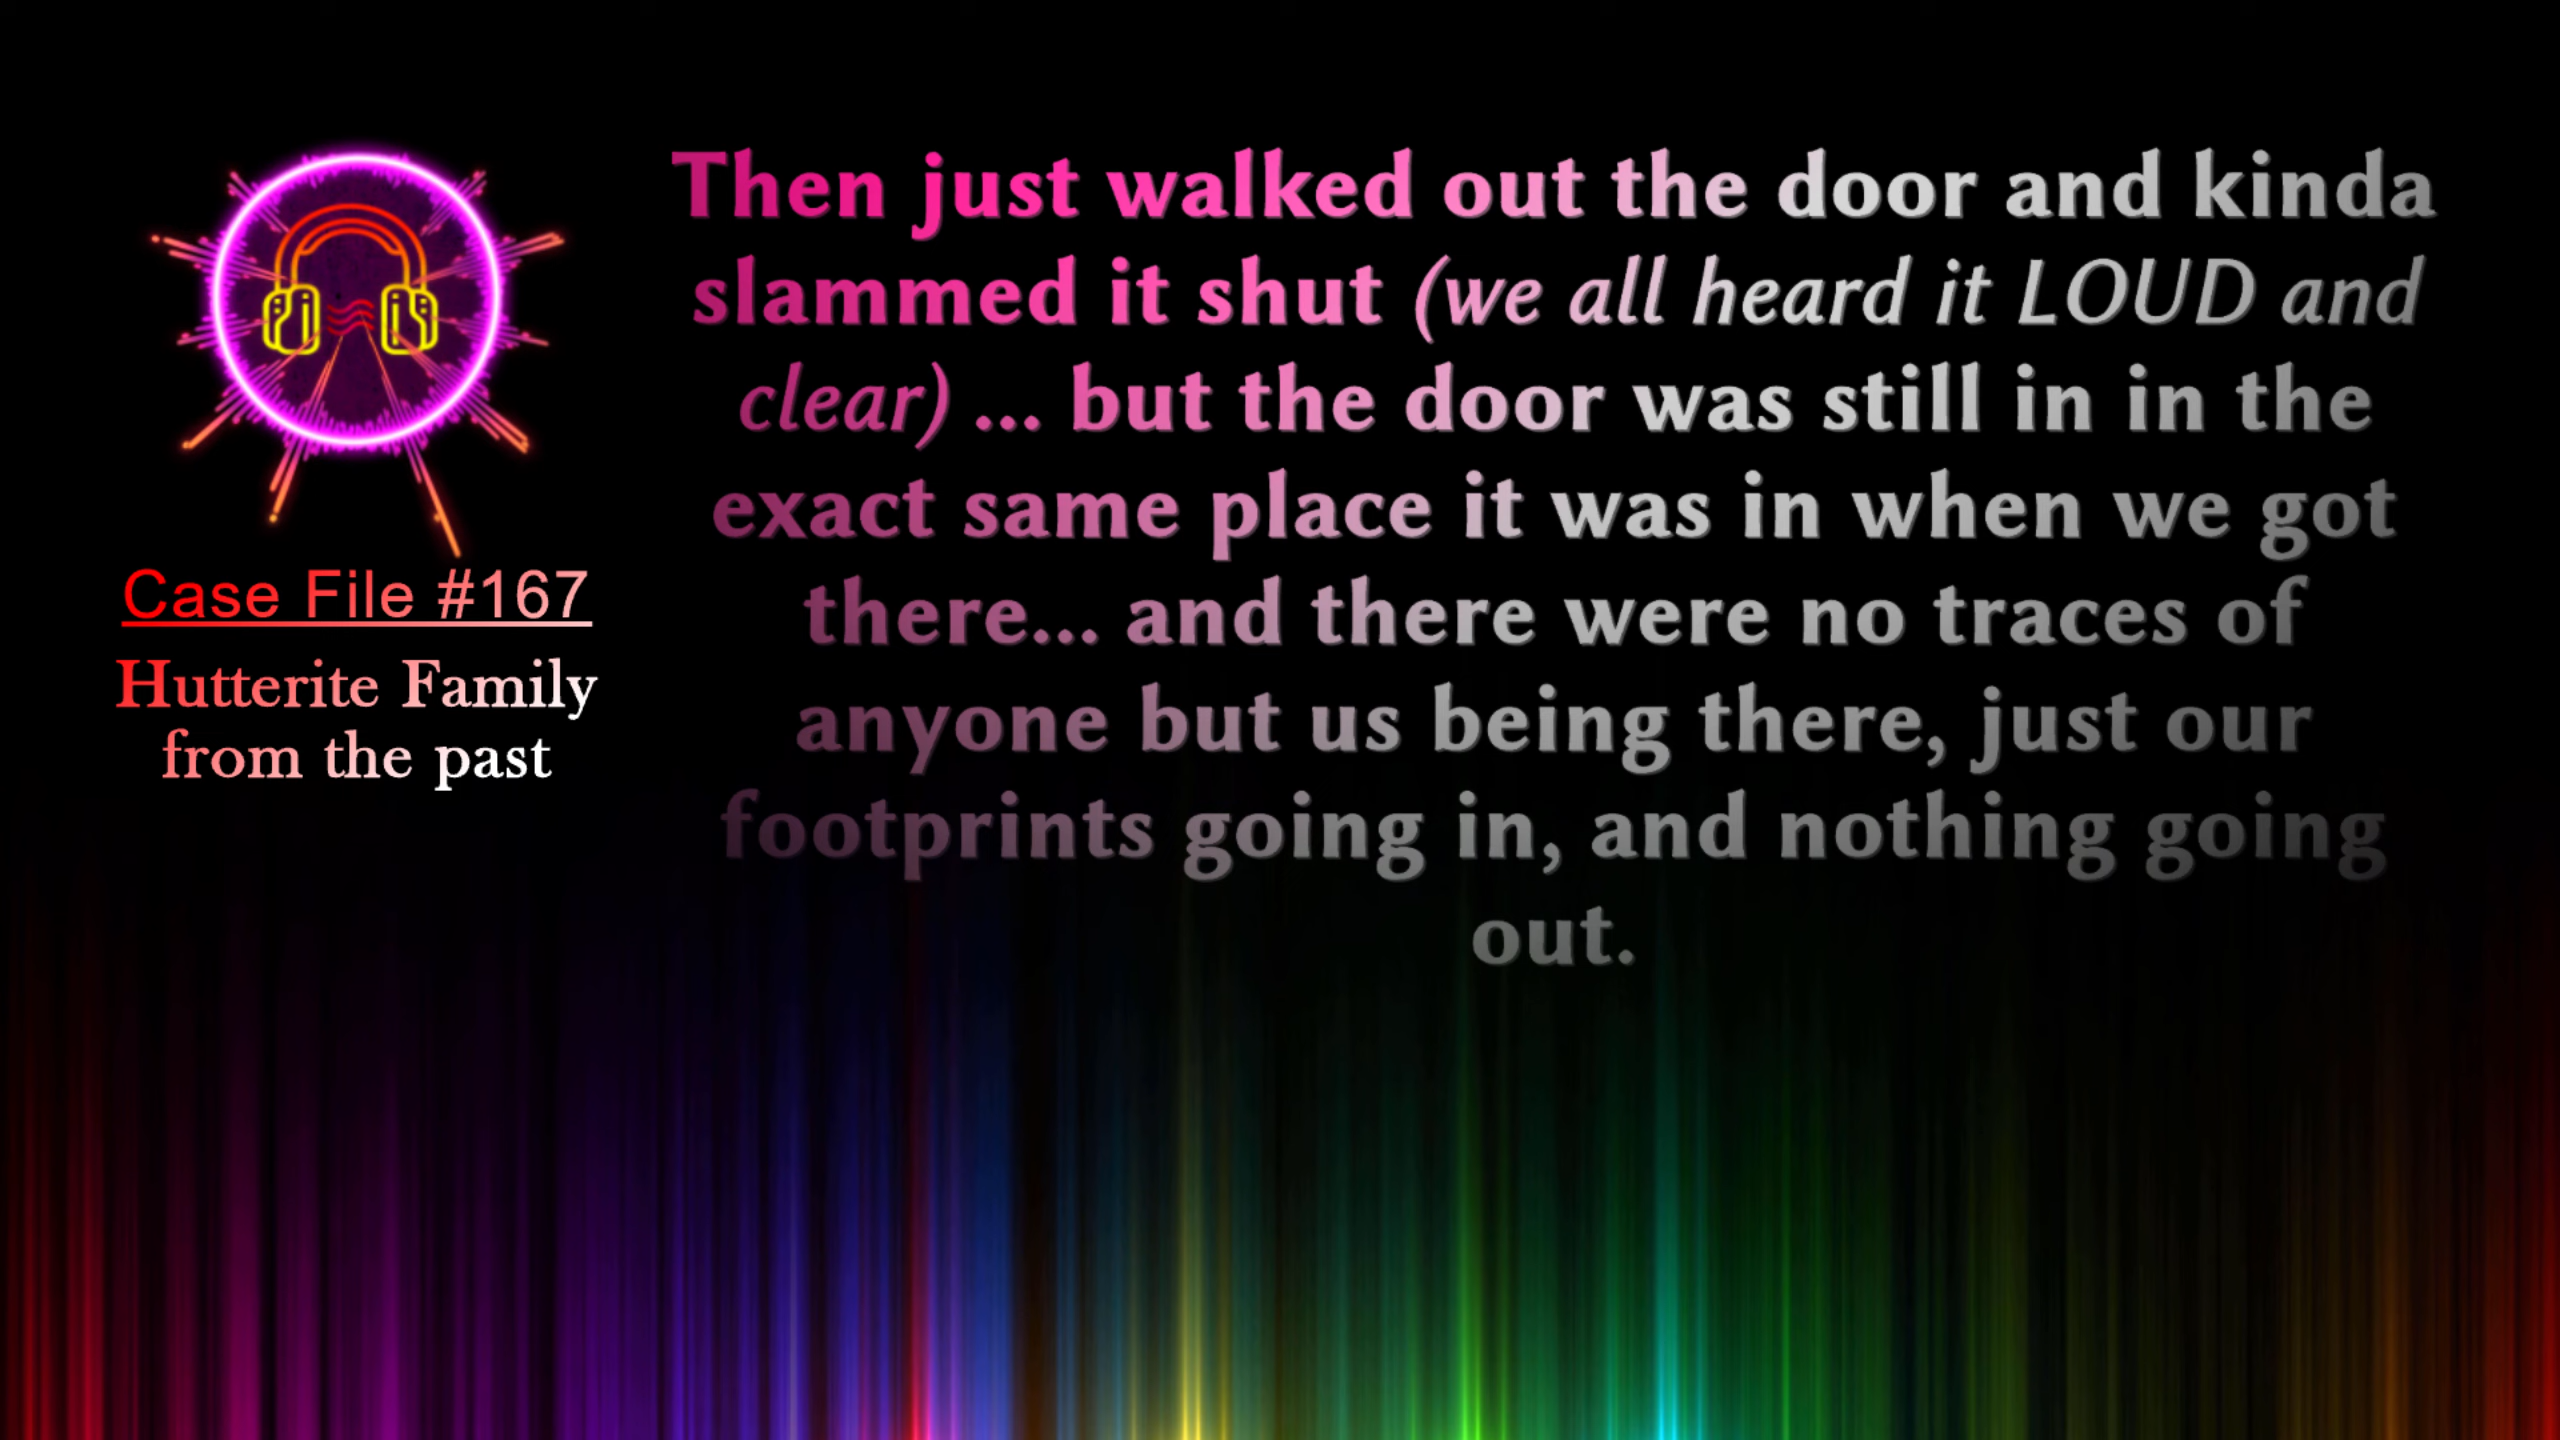 Case File #167
Hutterite Family
from the past
Then just walked out the door and kinda
slammed it shut (we all heard it LOUD and
clear) ... but the door was still in in the
exact same place it was in when we got
there... and there were no traces of
anyone but us being there, just our
footprints going in, and nothing going
out.